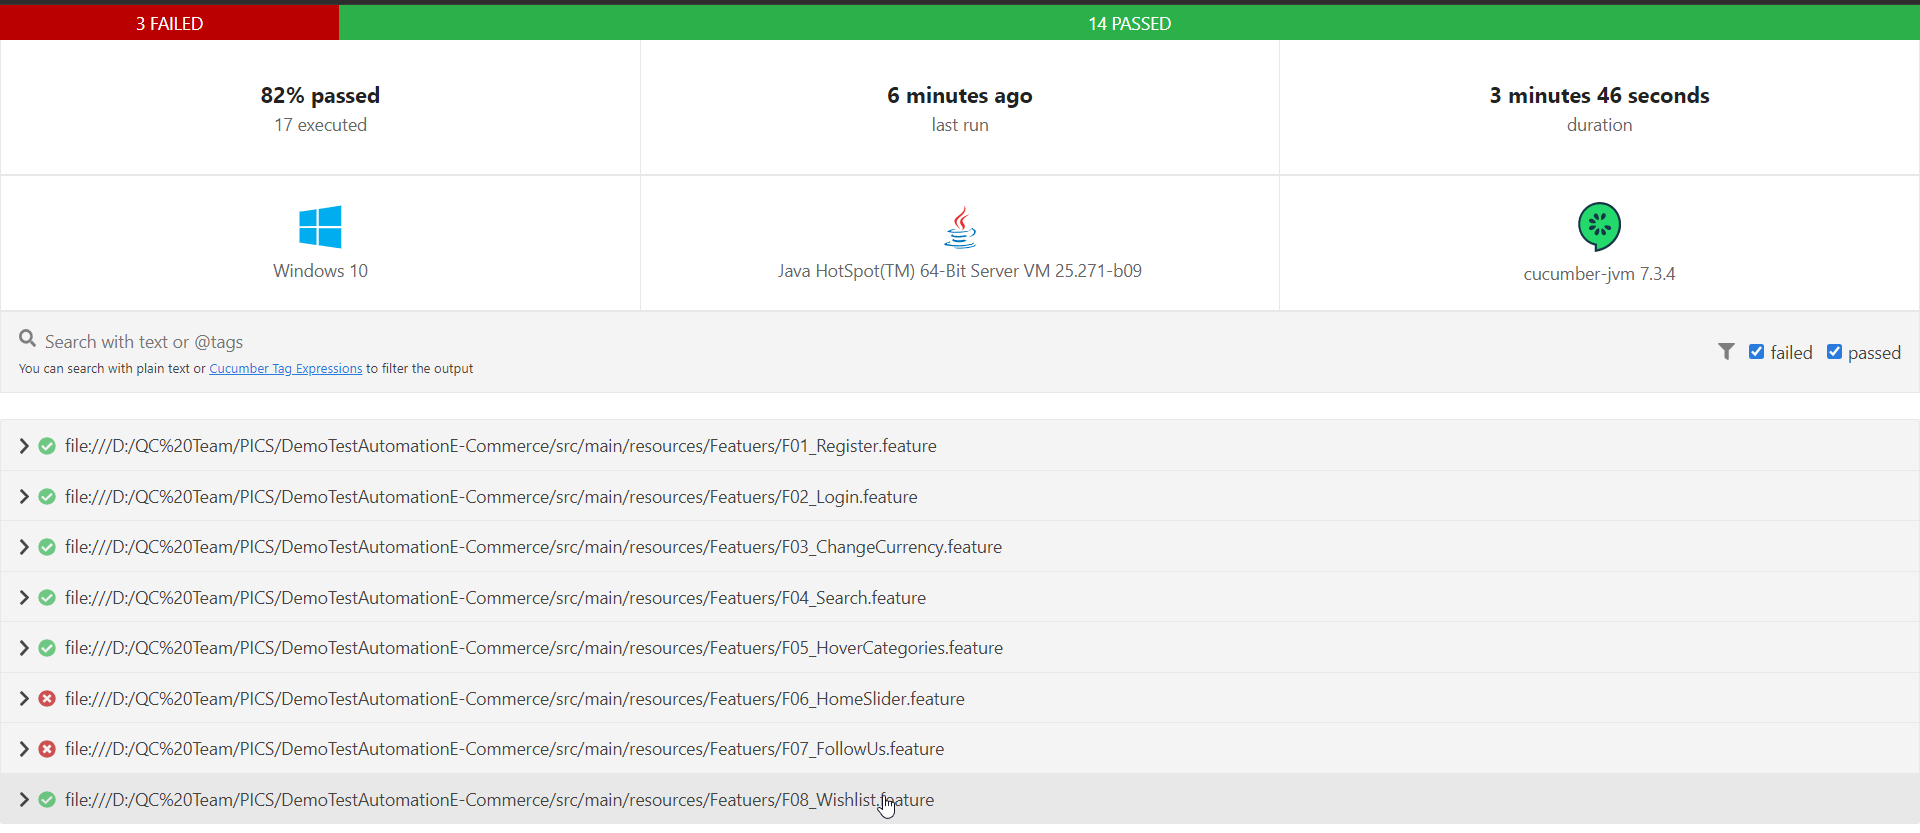 3 FAILED
14 PASSED
82% passed
17 executed
6 minutes ago
last run
3 minutes 46 seconds
duration
Windows 10
Java HotSpot(TM) 64-Bit Server VM 25.271-b09
cucumber-jvm 7.3.4
Search with text or @tags
You can search with plain text or Cucumber Tag Expressions to filter the output
failed
passed
file:///D:/QC%20Team/PICS/DemoTestAutomationE-Commerce/src/main/resources/Featuers/F01_Register.feature
file:///D:/QC%20Team/PICS/DemoTestAutomationE-Commerce/src/main/resources/Featuers/F02_Login.feature
file:///D:/QC%20Team/PICS/DemoTestAutomationE-Commerce/src/main/resources/Featuers/F03_ChangeCurrency.feature
file:///D:/QC%20Team/PICS/DemoTestAutomationE-Commerce/src/main/resources/Featuers/F04_Search.feature
file:///D:/QC%20Team/PICS/DemoTestAutomationE-Commerce/src/main/resources/Featuers/F05_HoverCategories.feature
file:///D:/QC%20Team/PICS/DemoTestAutomationE-Commerce/src/main/resources/Featuers/F06_HomeSlider.feature
file:///D:/QC%20Team/PICS/DemoTestAutomationE-Commerce/src/main/resources/Featuers/F07_FollowUs.feature
file:///D:/QC%20Team/PICS/DemoTestAutomationE-Commerce/src/main/resources/Featuers/F08_Wishlist.feature